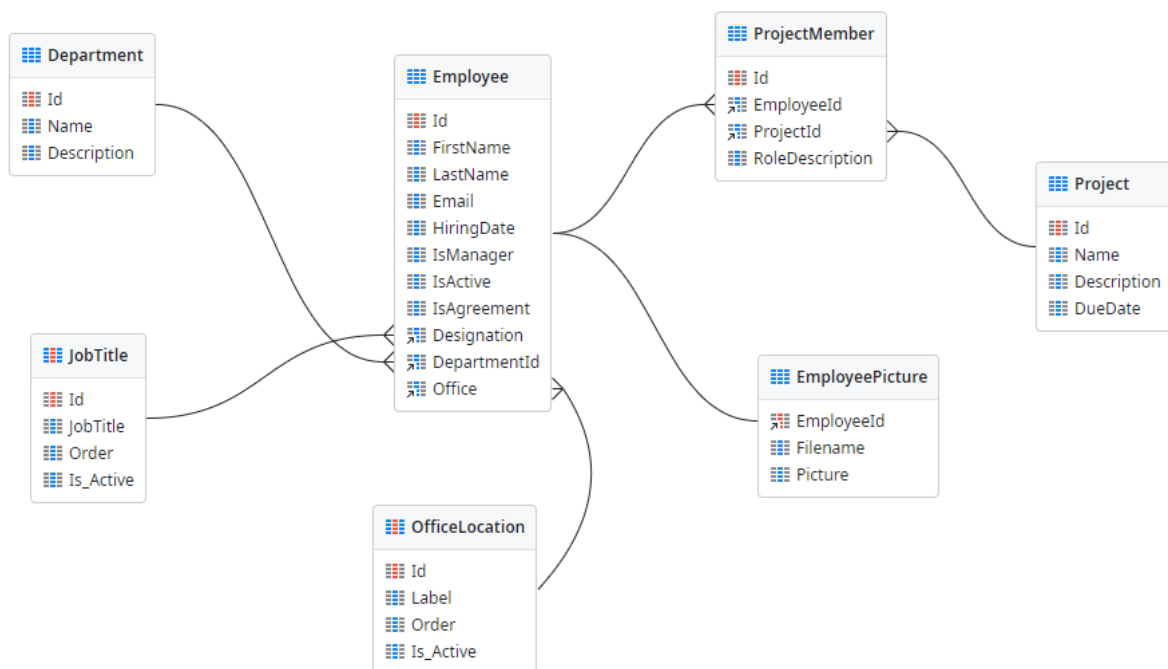 Department
Id
Name
Description
Employee
Id
FirstName
LastName
Email
HiringDate
IsManager
IsActive
IsAgreement
Designation
DepartmentId
Office
ProjectMember
Id
EmployeeId
ProjectId
RoleDescription
Project
Id
Name
Description
DueDate
JobTitle
Id
JobTitle
Order
Is_Active
EmployeePicture
EmployeeId
Filename
Picture
OfficeLocation
Id
Label
Order
Is_Active